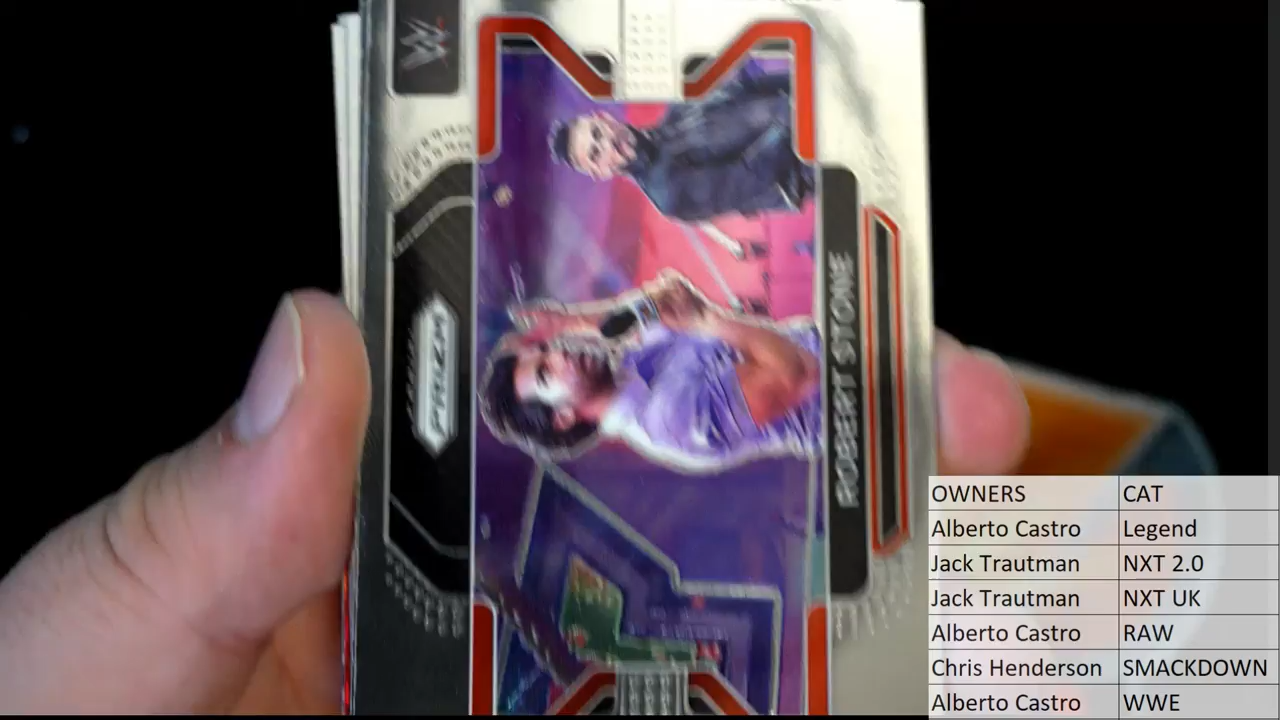 W
PRIZM
ROBERT STONE
OWNERS CAT
Alberto Castro Legend
Jack Trautman NXT 2.0
Jack Trautman NXT UK
Alberto Castro RAW
Chris Henderson SMACKDOWN
Alberto Castro WWE